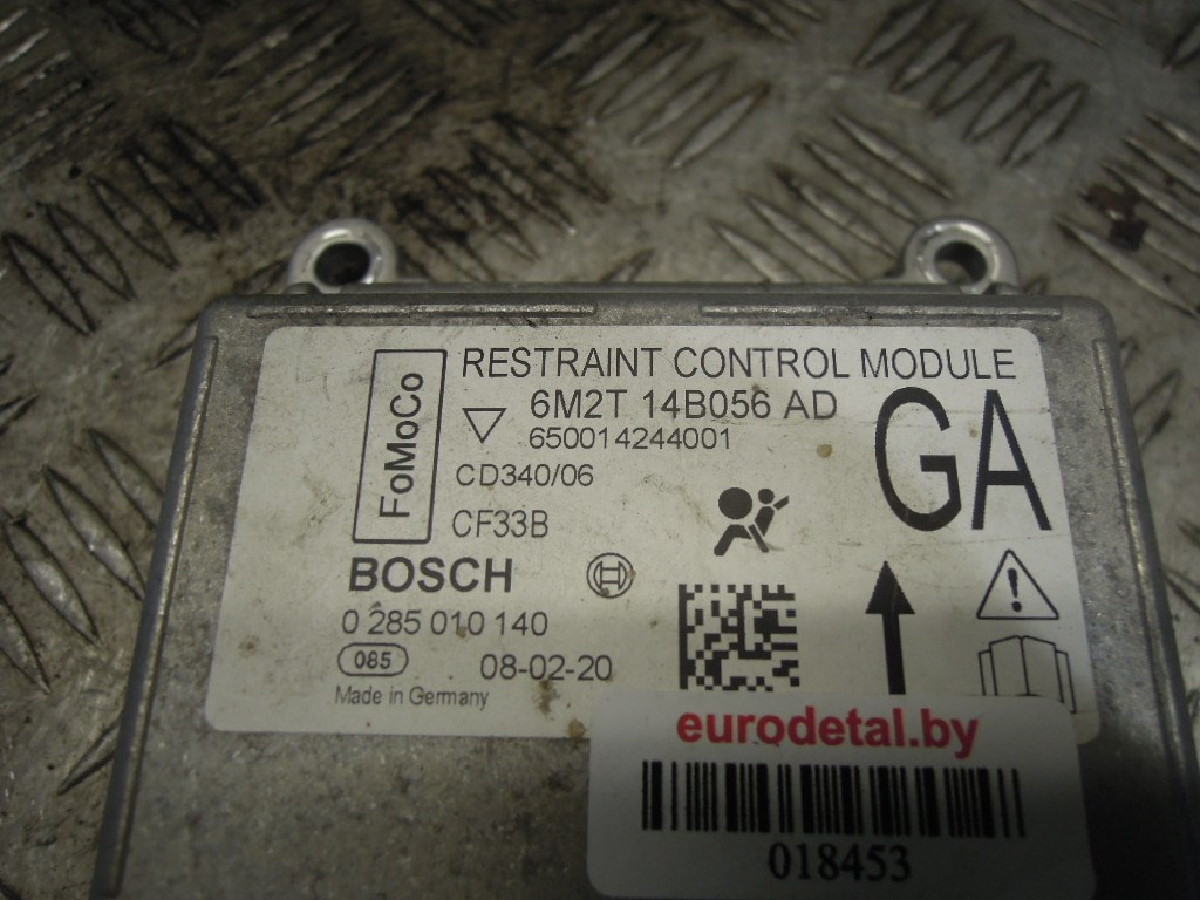 RESTRAINT CONTROL MODULE
FoMoCo
6M2T 14B056 AD
650014244001
GA
CD340/06
CF33B
BOSCH
0 285 010 140
085
08-02-20
Made in Germany
eurodetal.by
018453